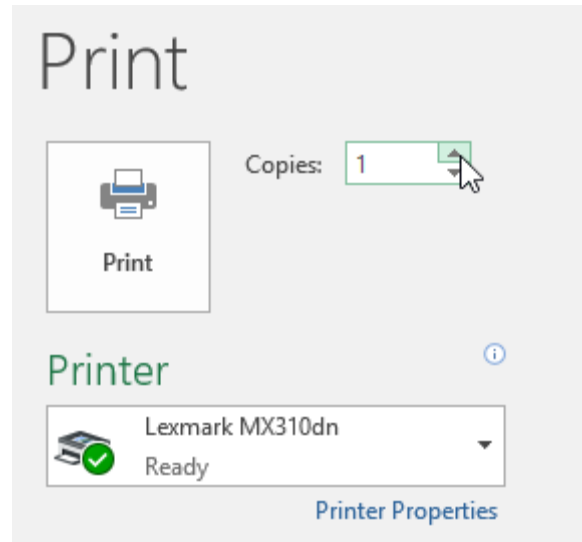 Print
Copies: 1
Print
Printer
Lexmark MX310dn
Ready
Printer Properties